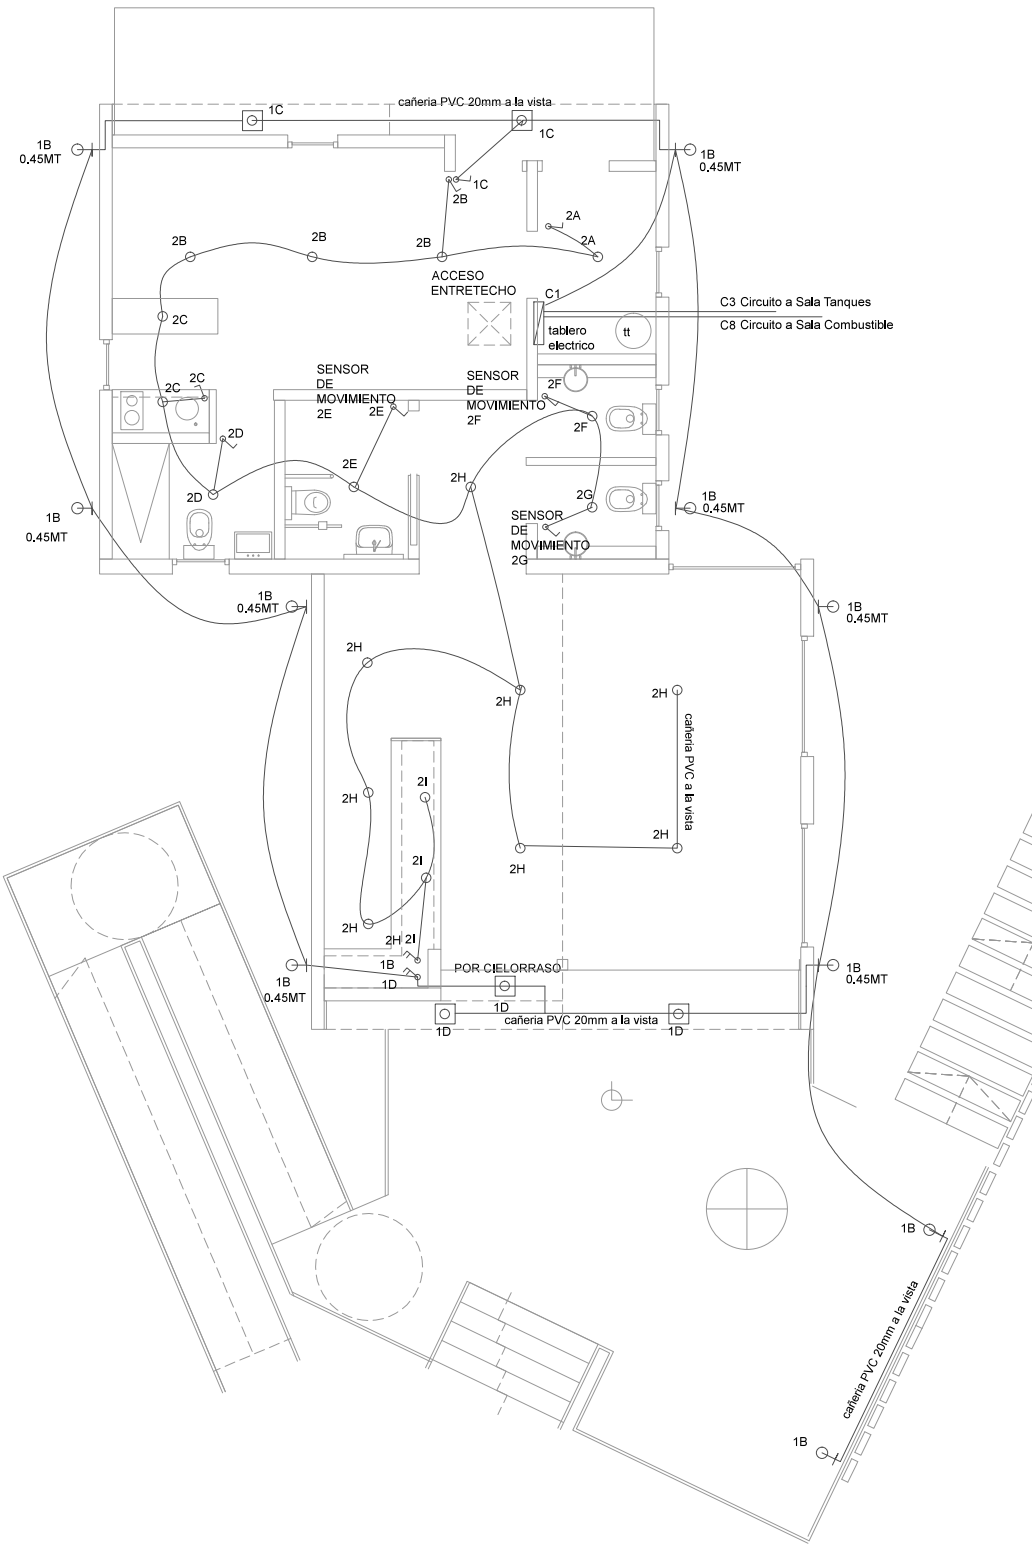 cañeria PVC 20mm a la vista
1C
1C
1B
0.45MT
1B
0.45MT
1C
2B
2A
2B
2B
2B
2A
ACCESO
ENTRETECHO
C1
C3 Circuito a Sala Tanques
C8 Circuito a Sala Combustible
2C
tablero
electrico
tt
SENSOR
DE
MOVIMIENTO
2E
SENSOR
DE
MOVIMIENTO
2F
2C
2C
2E
2F
2F
2D
2E
2H
2D
2G
SENSOR
DE
MOVIMIENTO
2G
1B
0.45MT
1B
0.45MT
1B
0.45MT
1B
0.45MT
2H
2H
2H
cañeria PVC a la vista
2H
2I
2H
2H
2I
2H
2H
2I
1B
1D
POR CIELORRASO
1B
0.45MT
1B
0.45MT
1D
cañeria PVC 20mm a la vista
1D
1D
1B
cañeria PVC 20mm a la vista
1B